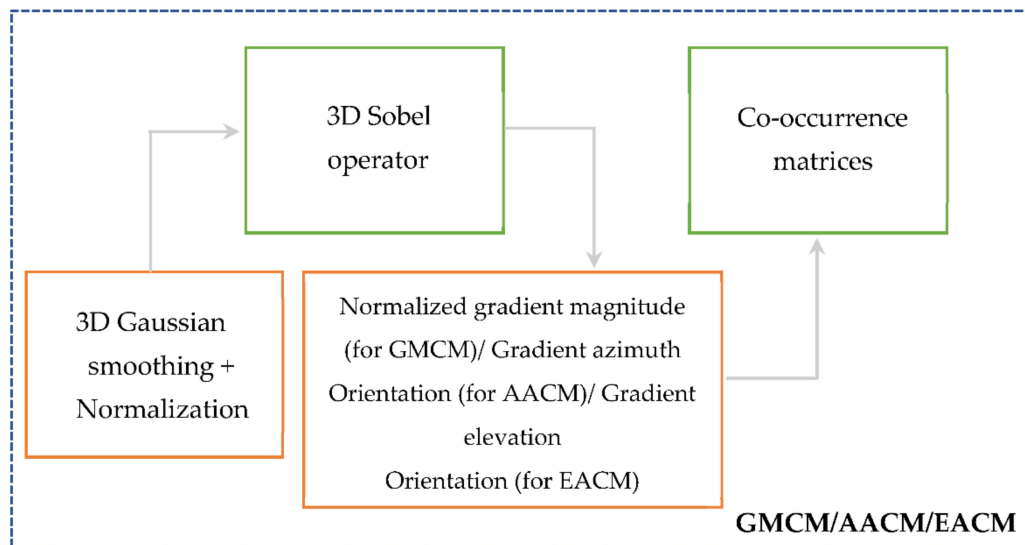 3D Gaussian
smoothing +
Normalization
3D Sobel
operator
Normalized gradient magnitude
(for GMCM)/ Gradient azimuth
Orientation (for AACM)/ Gradient
elevation
Orientation (for EACM)
Co-occurrence
matrices
GMCM/AACM/EACM